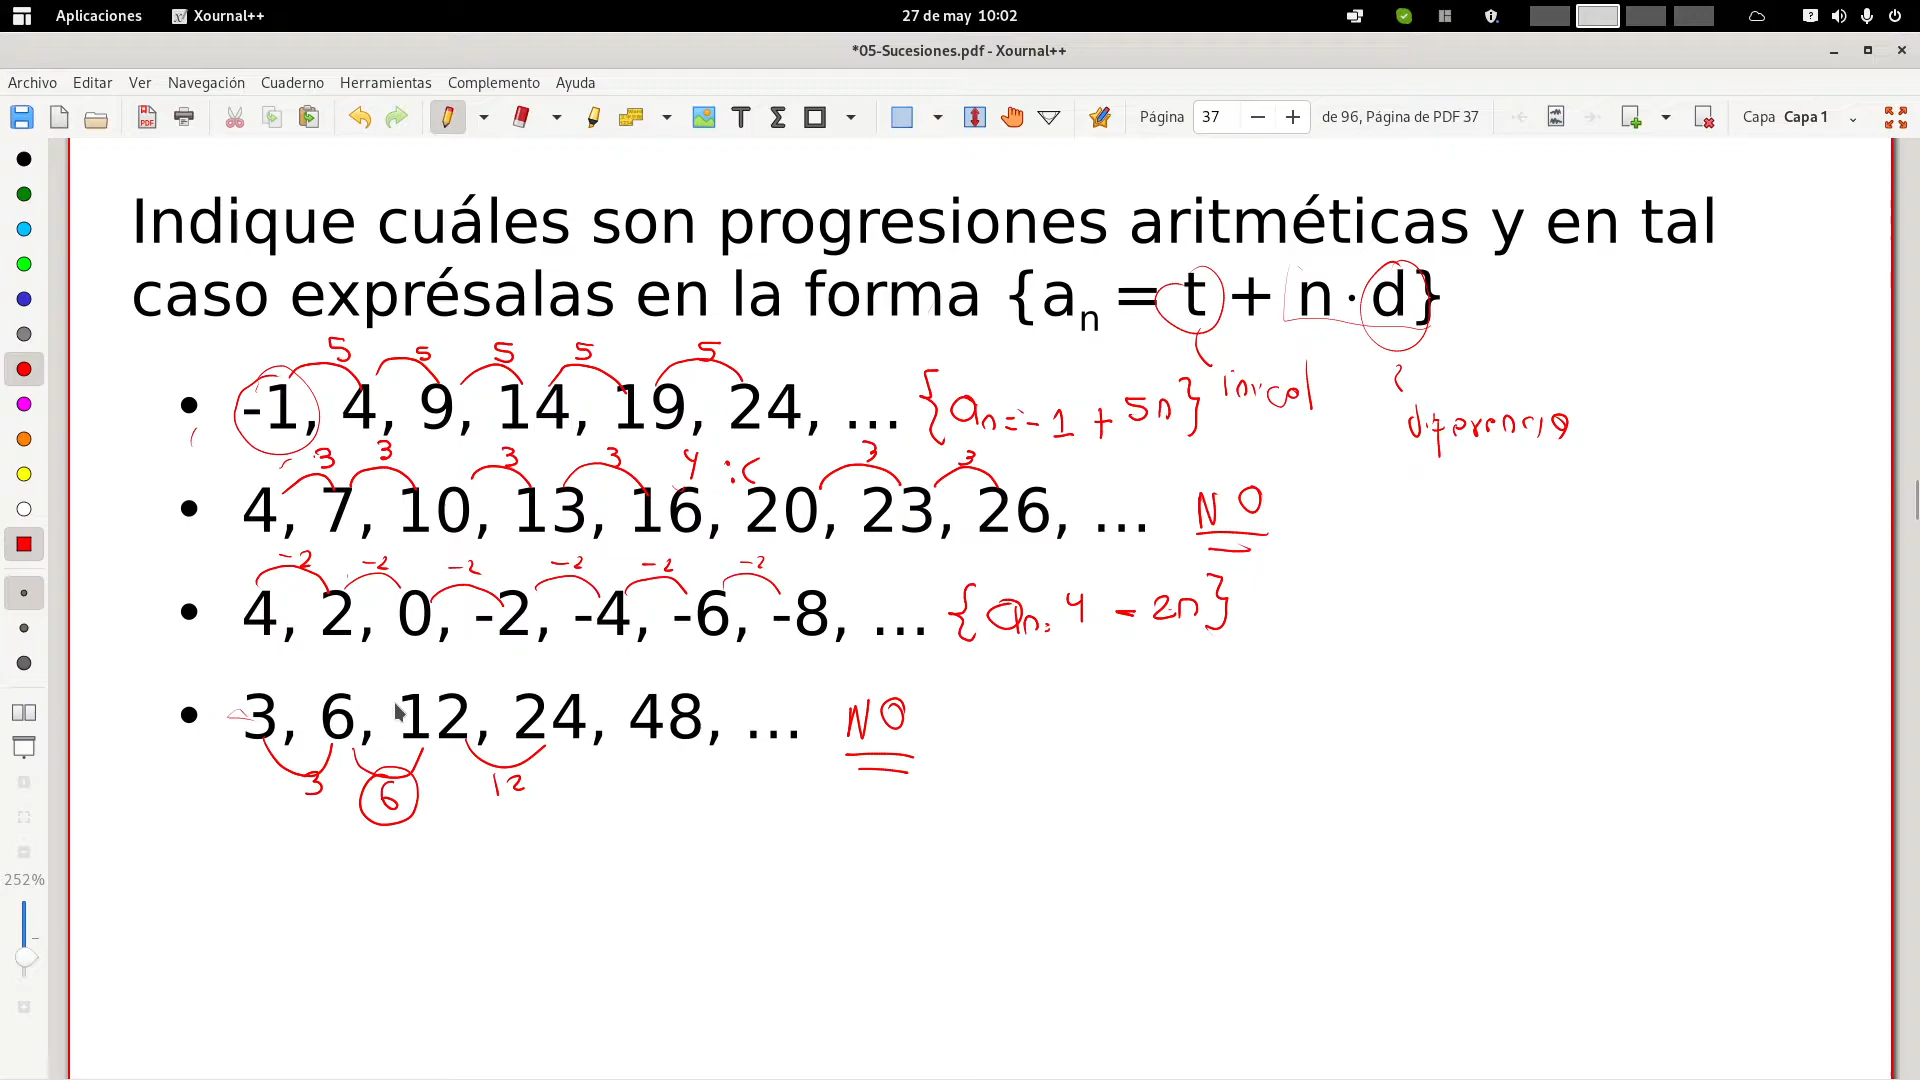 Aplicaciones Xournal++ 27 de may 10:02
*05-Sucesiones.pdf - Xournal++
Archivo Editar Ver Navegación Cuaderno Herramientas Complemento Ayuda
Página 37 de 96, Página de PDF 37 Capa Capa 1
Indique cuáles son progresiones aritméticas y en tal
caso exprésalas en la forma {aₙ = t + n·d}
5 5 5 5 5
• -1, 4, 9, 14, 19, 24, ... {aₙ = -1 + 5n} inicial
diferencia
3 3 3 3 4 :c 3 3
• 4, 7, 10, 13, 16, 20, 23, 26, ... NO
-2 -2 -2 -2 -2 -2
• 4, 2, 0, -2, -4, -6, -8, ... {aₙ = 4 - 2n}
• 3, 6, 12, 24, 48, ... NO
3 6 12
252%